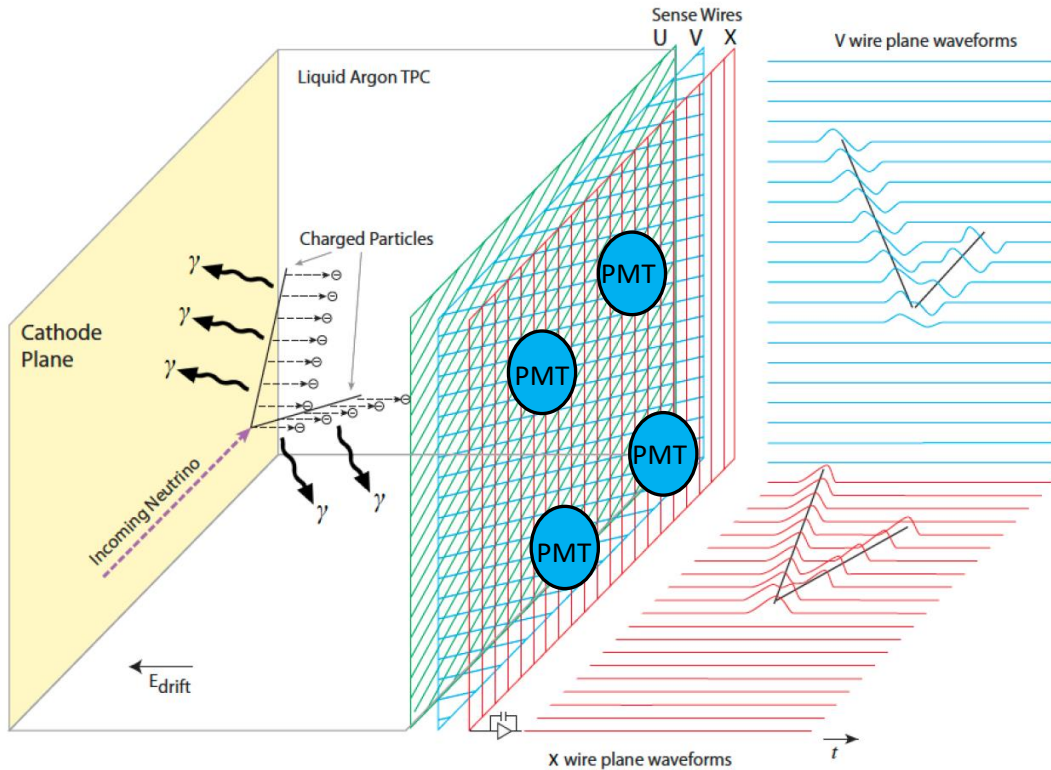 Sense Wires
U V X
V wire plane waveforms
Liquid Argon TPC
Charged Particles
γ
γ
γ
Cathode
Plane
γ
γ
Incoming Neutrino
PMT
PMT
PMT
PMT
Edrift
X wire plane waveforms
t